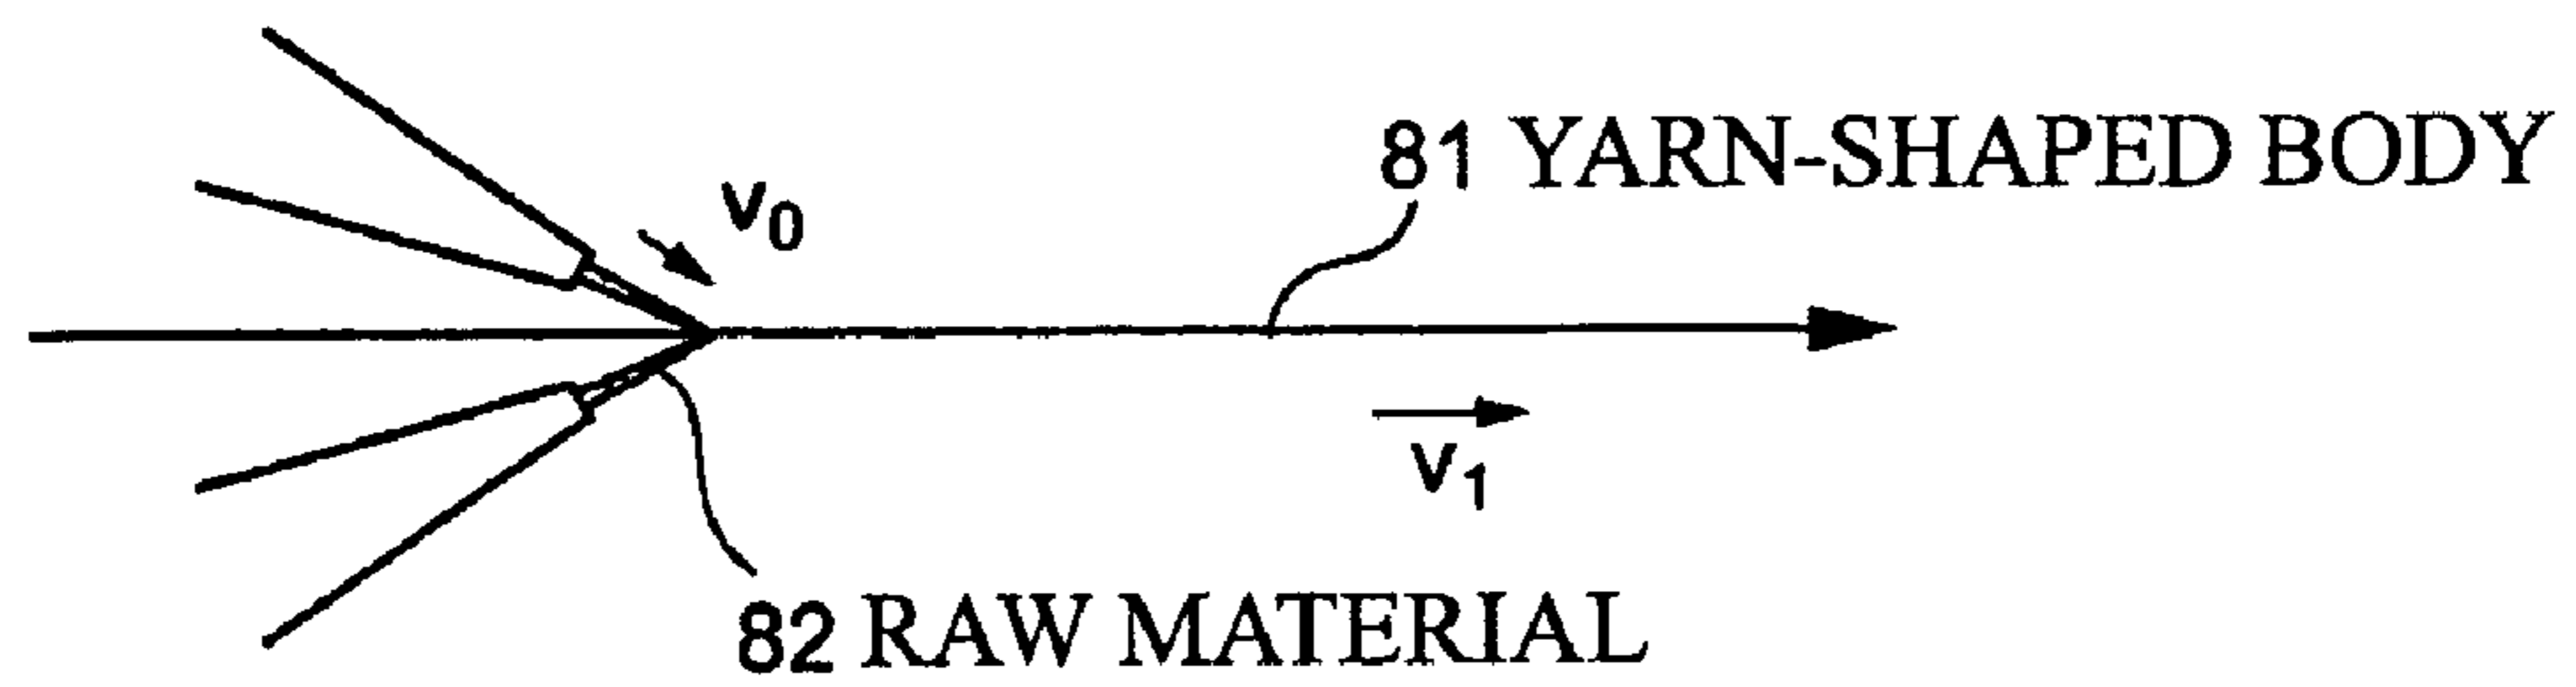 81 YARN-SHAPED BODY
v₀
v₁
82 RAW MATERIAL